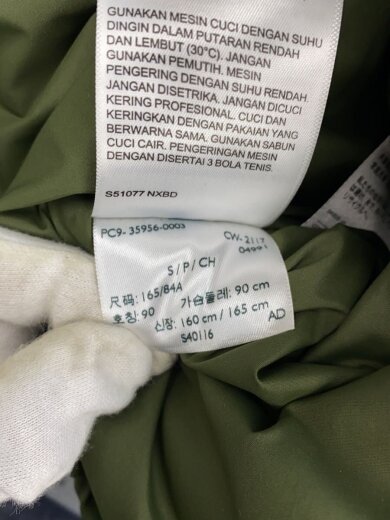 GUNAKAN MESIN CUCI DENGAN SUHU
DINGIN DALAM PUTARAN RENDAH
DAN LEMBUT (30°C). JANGAN
GUNAKAN PEMUTIH. MESIN
PENGERING DENGAN SUHU RENDAH.
JANGAN DISETRIKA. JANGAN DICUCI
KERING PROFESIONAL. CUCI DAN
KERINGKAN DENGAN PAKAIAN YANG
BERWARNA SAMA. GUNAKAN SABUN
CUCI CAIR. PENGERINGAN MESIN
DENGAN DISERTAI 3 BOLA TENIS.
S51077 NXBD
PC9- 35956-0003
CW-2117
04991
S / P / CH
尺码: 165/84A 가슴둘레: 90 cm
호칭: 90 신장: 160 cm / 165 cm
S40116 AD